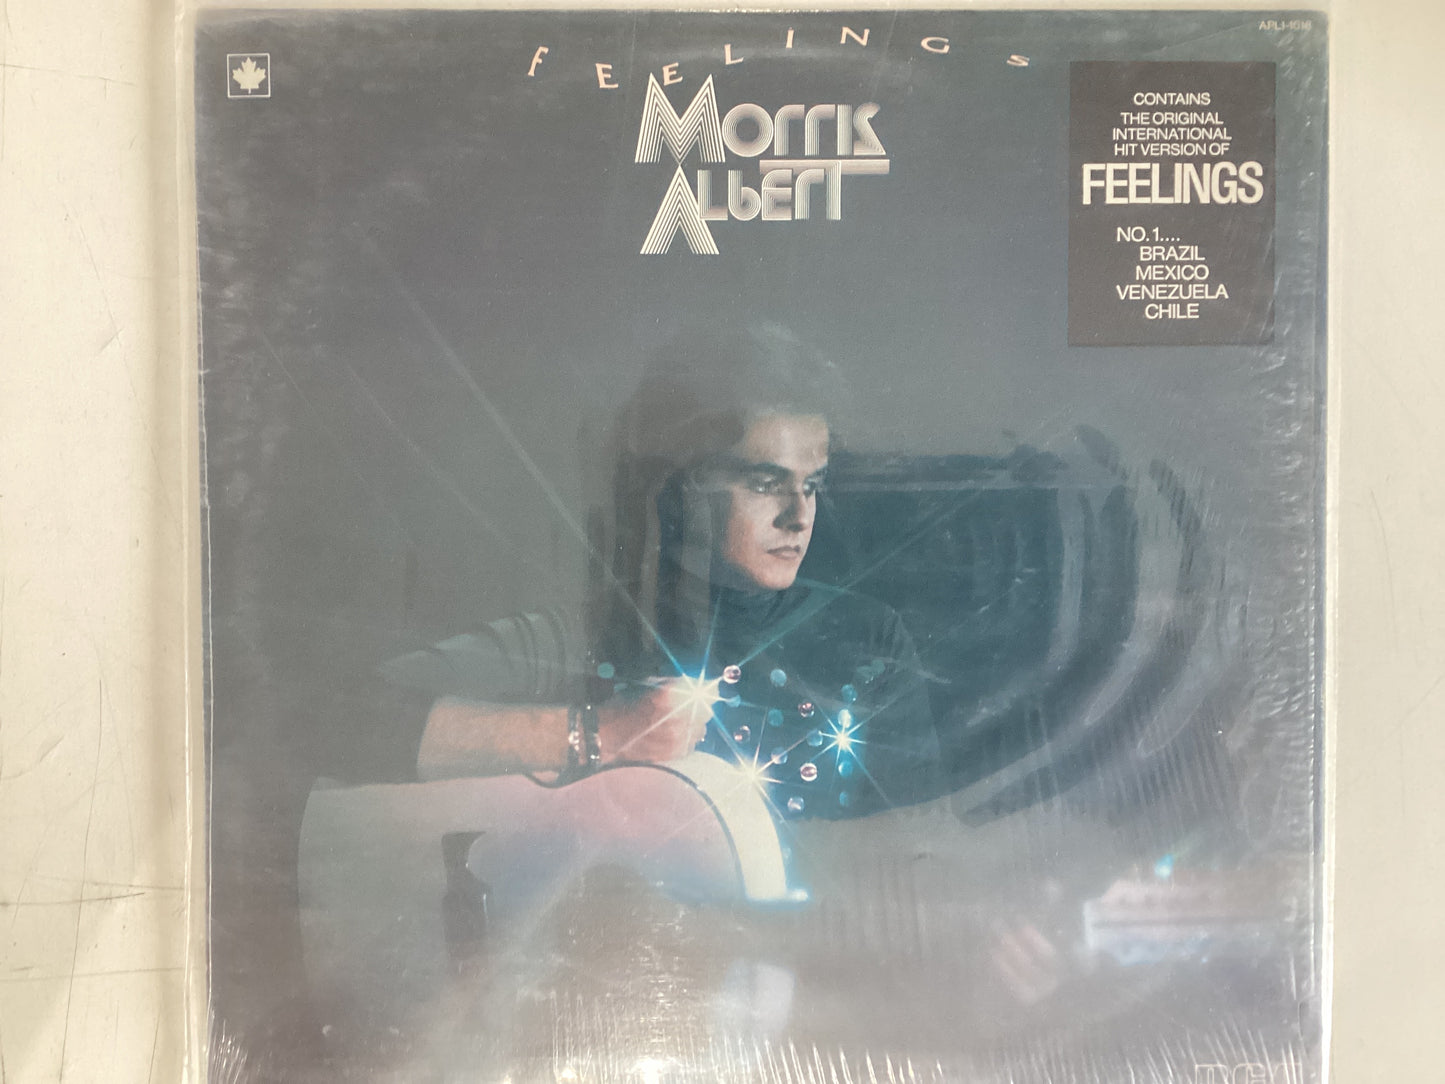 APL1-1018
FEELINGS
MORRIS
ALBERT
CONTAINS
THE ORIGINAL
INTERNATIONAL
HIT VERSION OF
FEELINGS
NO.1....
BRAZIL
MEXICO
VENEZUELA
CHILE
RCA